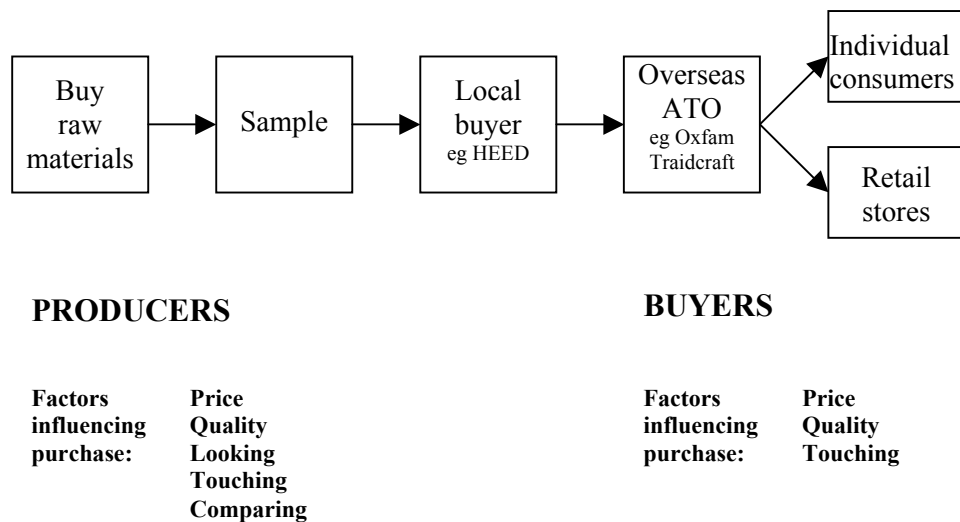 Buy
raw
materials
Sample
Local
buyer
eg HEED
Overseas
ATO
eg Oxfam
Traidcraft
Individual
consumers
Retail
stores
PRODUCERS
BUYERS
Factors
influencing
purchase:
Price
Quality
Looking
Touching
Comparing
Factors
influencing
purchase:
Price
Quality
Touching